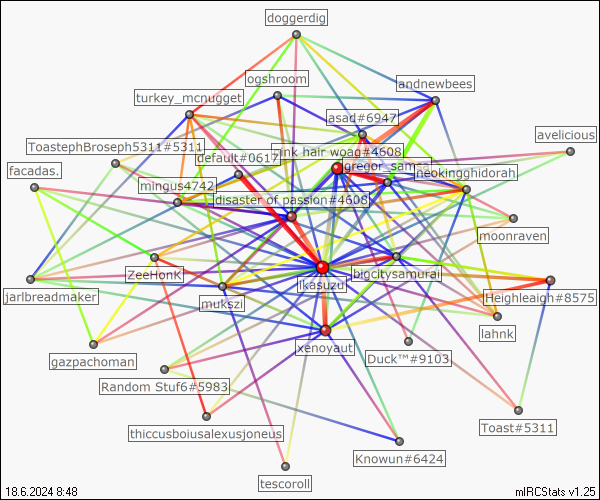 doggerdig
ogshroom
andnewbees
turkey_mcnugget
asad#6947
avelicious
ToastephBroseph5311#5311
pink hair woag#4608
default#0617
gregor_samsa
facadas.
neokingghidorah
mingus4742
disaster of passion#4608
moonraven
ZeeHonK
bigcitysamurai
ikasuzu
jarlbreadmaker
mukszi
Heighleaigh#8575
lahnk
xenoyaut
gazpachoman
Duck™#9103
Random Stuf6#5983
Toast#5311
thiccusboiusalexusjoneus
Knowun#6424
tescoroll
18.6.2024 8:48
mIRCStats v1.25